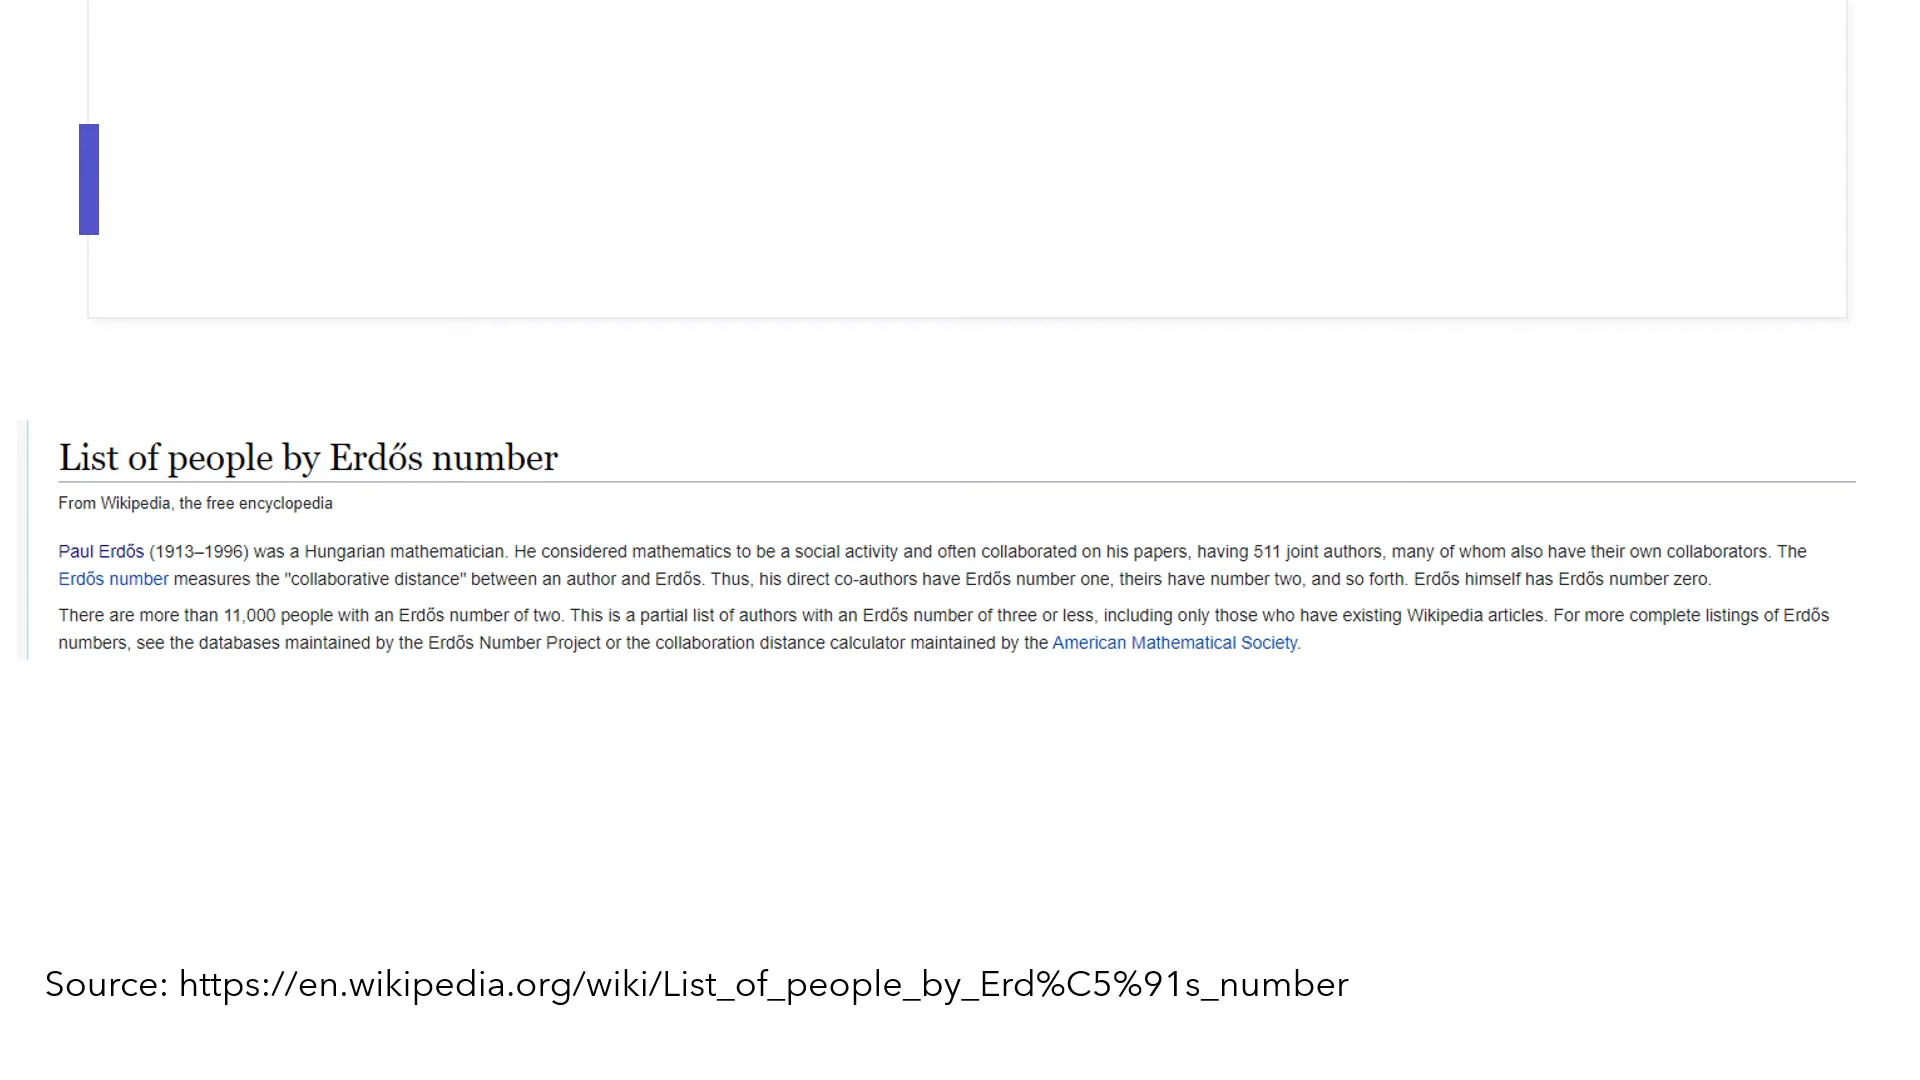 List of people by Erdős number
From Wikipedia, the free encyclopedia
Paul Erdős (1913–1996) was a Hungarian mathematician. He considered mathematics to be a social activity and often collaborated on his papers, having 511 joint authors, many of whom also have their own collaborators. The
Erdős number measures the "collaborative distance" between an author and Erdős. Thus, his direct co-authors have Erdős number one, theirs have number two, and so forth. Erdős himself has Erdős number zero.
There are more than 11,000 people with an Erdős number of two. This is a partial list of authors with an Erdős number of three or less, including only those who have existing Wikipedia articles. For more complete listings of Erdős
numbers, see the databases maintained by the Erdős Number Project or the collaboration distance calculator maintained by the American Mathematical Society.
Source: https://en.wikipedia.org/wiki/List_of_people_by_Erd%C5%91s_number